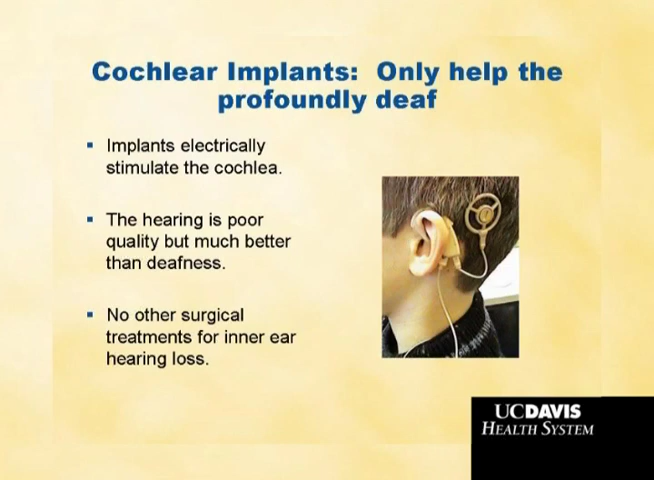 Cochlear Implants: Only help the
profoundly deaf
▪ Implants electrically
stimulate the cochlea.
▪ The hearing is poor
quality but much better
than deafness.
▪ No other surgical
treatments for inner ear
hearing loss.
UCDAVIS
HEALTH SYSTEM